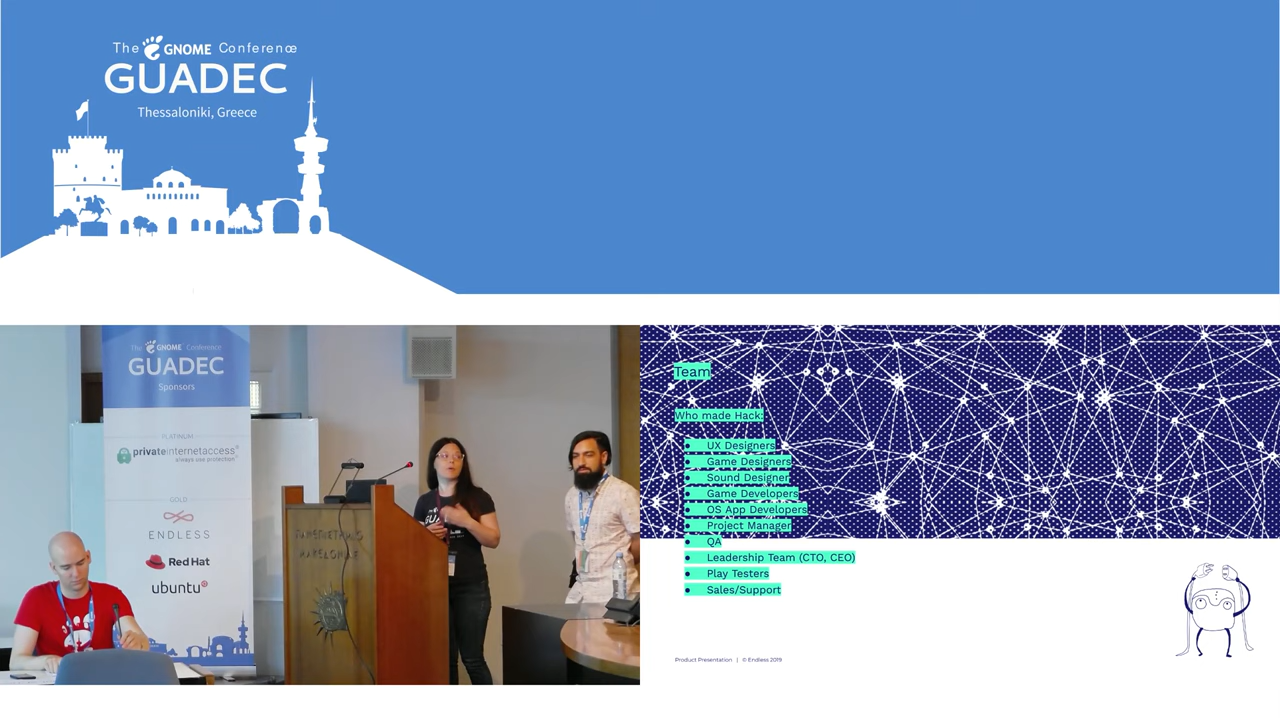 The GNOME Conference
GUADEC
Thessaloniki, Greece
The GNOME Conference
GUADEC
Sponsors
PLATINUM
privateinternetaccess®
always use protection®
GOLD
ENDLESS
Red Hat
ubuntu
ΠΑΝΕΠΙΣΤΗΜΙΟ
ΜΑΚΕΔΟΝΙΑΣ
Team
Who made Hack:
● UX Designers
● Game Designers
● Sound Designer
● Game Developers
● OS App Developers
● Project Manager
● QA
● Leadership Team (CTO, CEO)
● Play Testers
● Sales/Support
Product Presentation | © Endless 2019